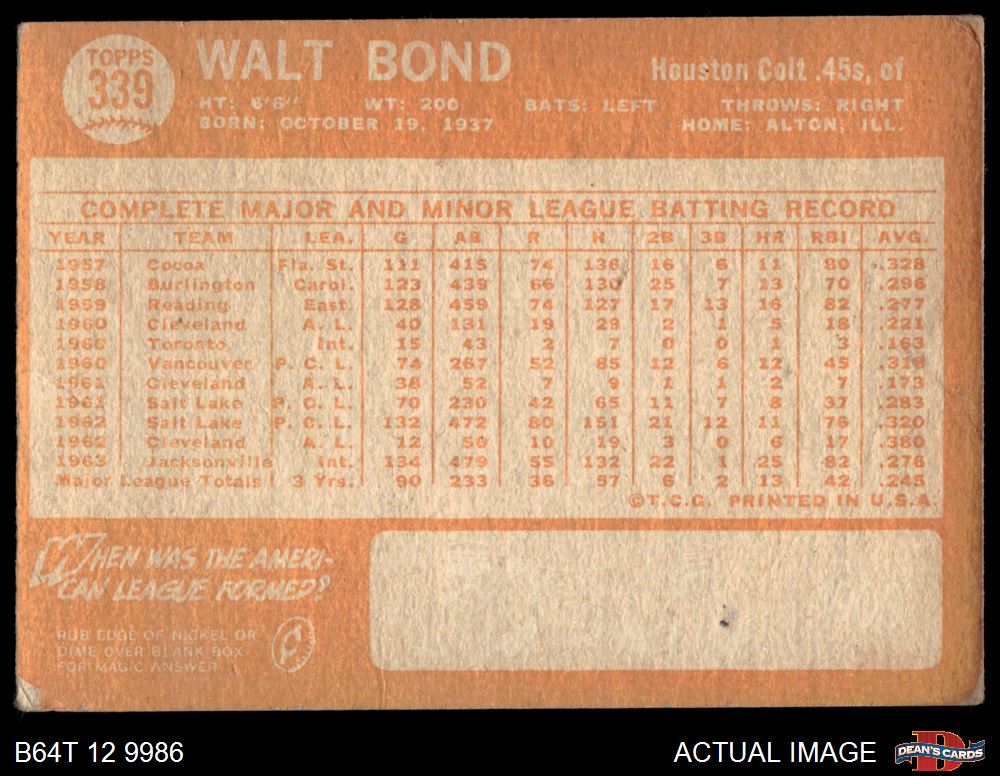 TOPPS
339
WALT BOND
Houston Colt .45s, of
HT: 6'6" WT: 200 BATS: LEFT THROWS: RIGHT
BORN: OCTOBER 19, 1937 HOME: ALTON, ILL.
COMPLETE MAJOR AND MINOR LEAGUE BATTING RECORD
YEAR TEAM LEA. G AB R H 2B 3B HR RBI AVG.
1957 Cocoa Fla. St. 111 415 74 136 16 6 11 80 .328
1958 Burlington Carol. 123 439 66 130 25 7 13 70 .296
1959 Reading East. 128 459 74 127 17 13 16 82 .277
1960 Cleveland A. L. 40 131 19 29 2 1 5 18 .221
1960 Toronto Int. 15 43 2 7 0 0 1 3 .163
1960 Vancouver P. C. L. 74 267 52 85 12 6 12 45 .318
1961 Cleveland A. L. 38 52 7 9 1 1 2 7 .173
1961 Salt Lake P. C. L. 70 230 42 65 11 7 8 37 .283
1962 Salt Lake P. C. L. 132 472 80 151 21 12 11 76 .320
1962 Cleveland A. L. 12 50 10 19 3 0 6 17 .380
1963 Jacksonville Int. 134 479 55 132 22 1 25 82 .276
Major League Totals 3 Yrs. 90 233 36 57 6 2 13 42 .245
©T.C.G. PRINTED IN U.S.A.
WHEN WAS THE AMERI-
CAN LEAGUE FORMED?
RUB EDGE OF NICKEL OR
DIME OVER BLANK BOX
FOR MAGIC ANSWER
B64T 12 9986
ACTUAL IMAGE
DEAN'S CARDS